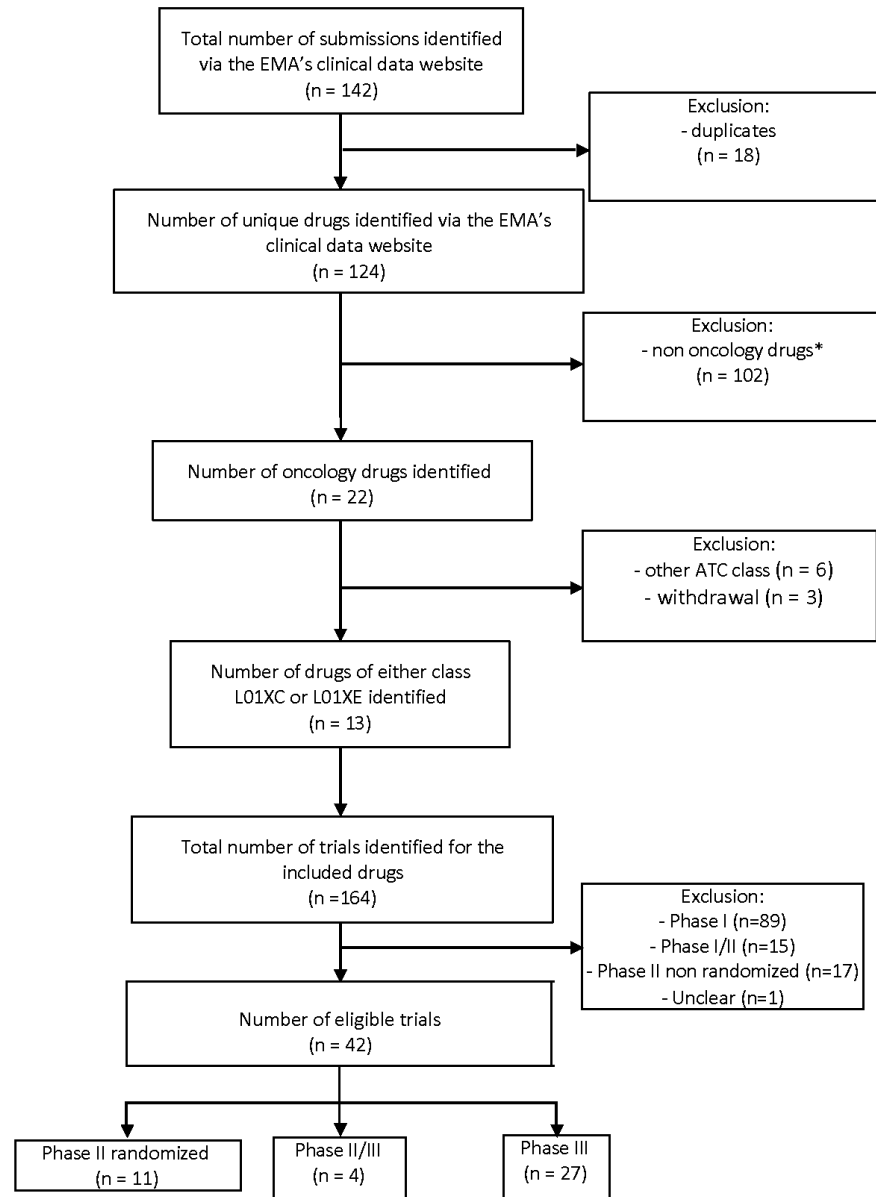 Total number of submissions identified
via the EMA's clinical data website
(n = 142)
Exclusion:
- duplicates
(n = 18)
Number of unique drugs identified via the EMA's
clinical data website
(n = 124)
Exclusion:
- non oncology drugs*
(n = 102)
Number of oncology drugs identified
(n = 22)
Exclusion:
- other ATC class (n = 6)
- withdrawal (n = 3)
Number of drugs of either class
L01XC or L01XE identified
(n = 13)
Total number of trials identified for the
included drugs
(n =164)
Exclusion:
- Phase I (n=89)
- Phase I/II (n=15)
- Phase II non randomized (n=17)
- Unclear (n=1)
Number of eligible trials
(n = 42)
Phase II randomized
(n = 11)
Phase II/III
(n = 4)
Phase III
(n = 27)